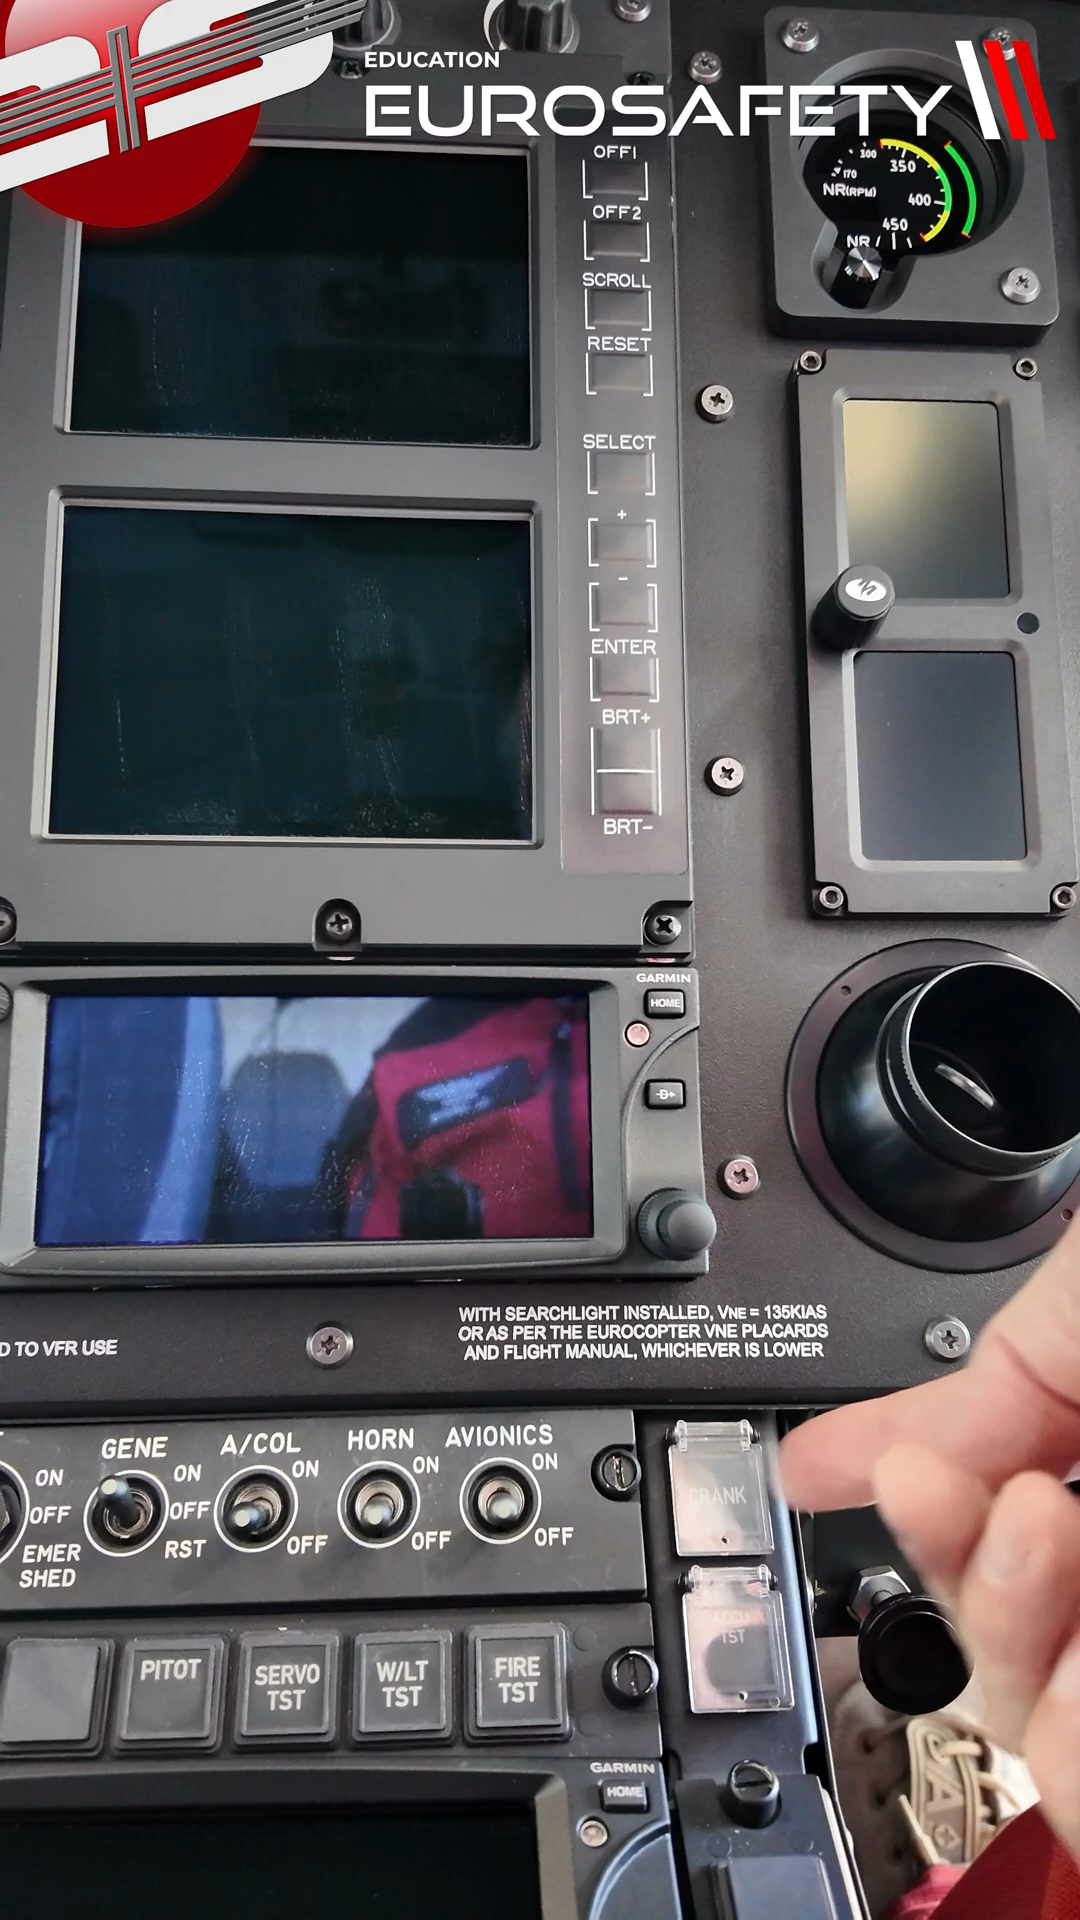 EDUCATION
EUROSAFETY
OFF1
OFF2
SCROLL
RESET
SELECT
+
-
ENTER
BRT+
BRT-
300
350
170
NR(RPM)
400
450
NR
GARMIN
HOME
D
WITH SEARCHLIGHT INSTALLED, VNE = 135KIAS
OR AS PER THE EUROCOPTER VNE PLACARDS
AND FLIGHT MANUAL, WHICHEVER IS LOWER
D TO VFR USE
GENE
A/COL
HORN
AVIONICS
ON
ON
ON
ON
ON
OFF
OFF
EMER
SHED
RST
OFF
OFF
OFF
CRANK
ACCU
TST
PITOT
SERVO
TST
W/LT
TST
FIRE
TST
GARMIN
HOME